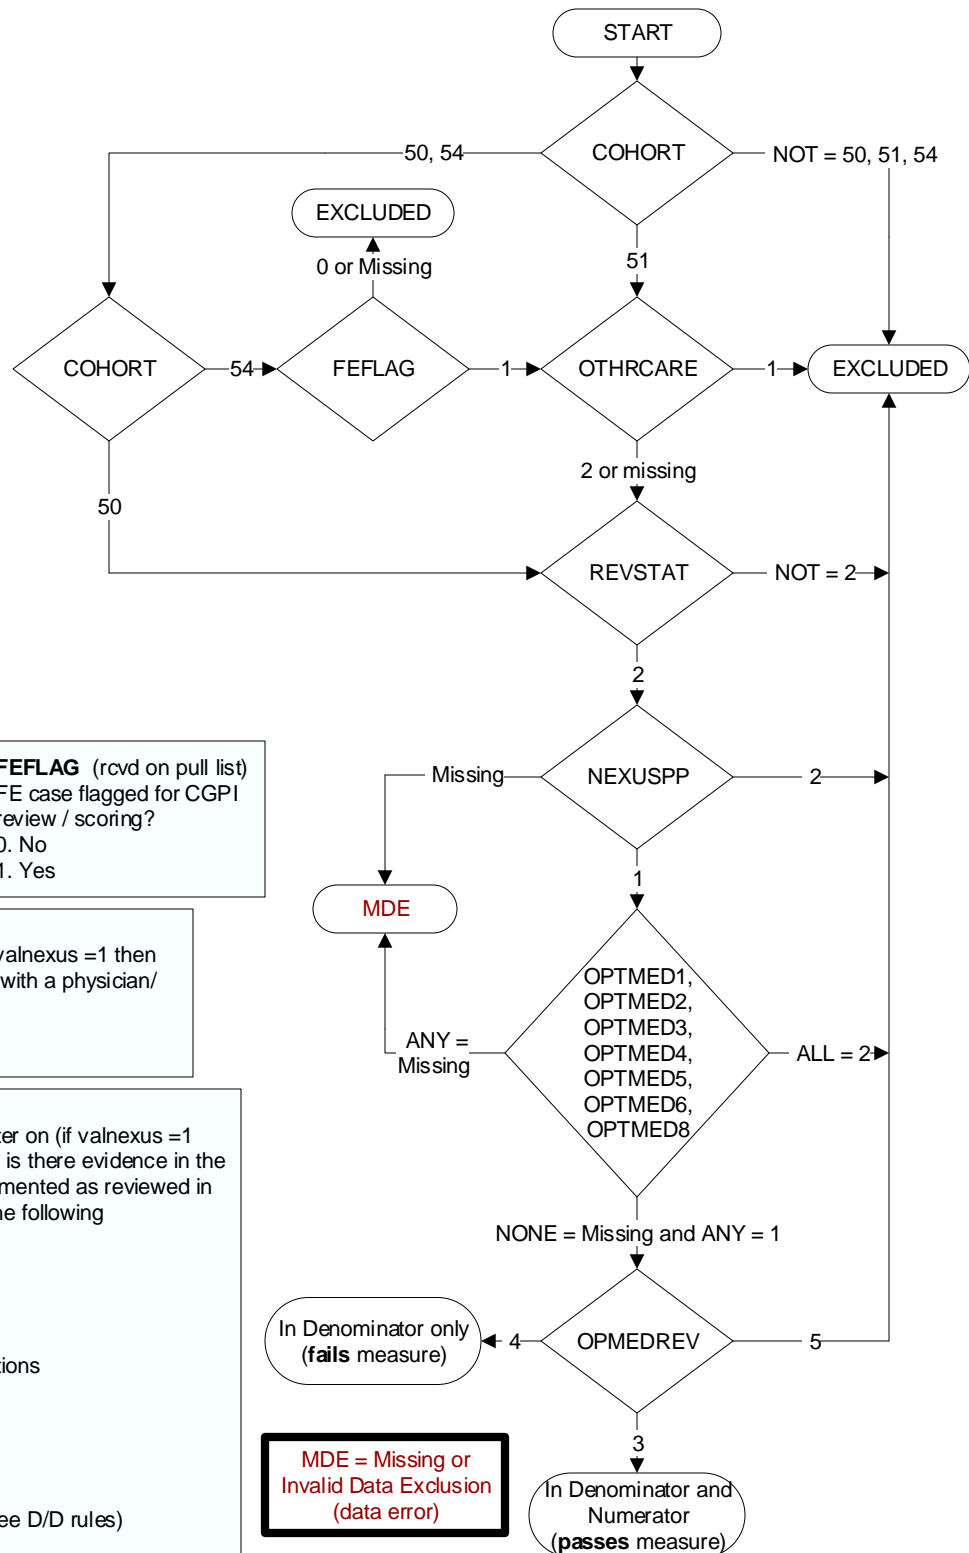 START
COHORT
50, 54
NOT = 50, 51, 54
EXCLUDED
0 or Missing
51
COHORT
54
FEFLAG
1
OTHRCARE
1
EXCLUDED
2 or missing
50
REVSTAT
NOT = 2
2
FEFLAG (rcvd on pull list)
FE case flagged for CGPI
review / scoring?
0. No
1. Yes
Missing
NEXUSPP
2
1
MDE
valnexus =1 then
with a physician/
OPTMED1,
OPTMED2,
OPTMED3,
OPTMED4,
OPTMED5,
OPTMED6,
OPTMED8
ANY =
Missing
ALL = 2
ter on (if valnexus =1
is there evidence in the
mented as reviewed in
he following
tions
ee D/D rules)
NONE = Missing and ANY = 1
In Denominator only
(fails measure)
4
OPMEDREV
5
3
MDE = Missing or
Invalid Data Exclusion
(data error)
In Denominator and
Numerator
(passes measure)